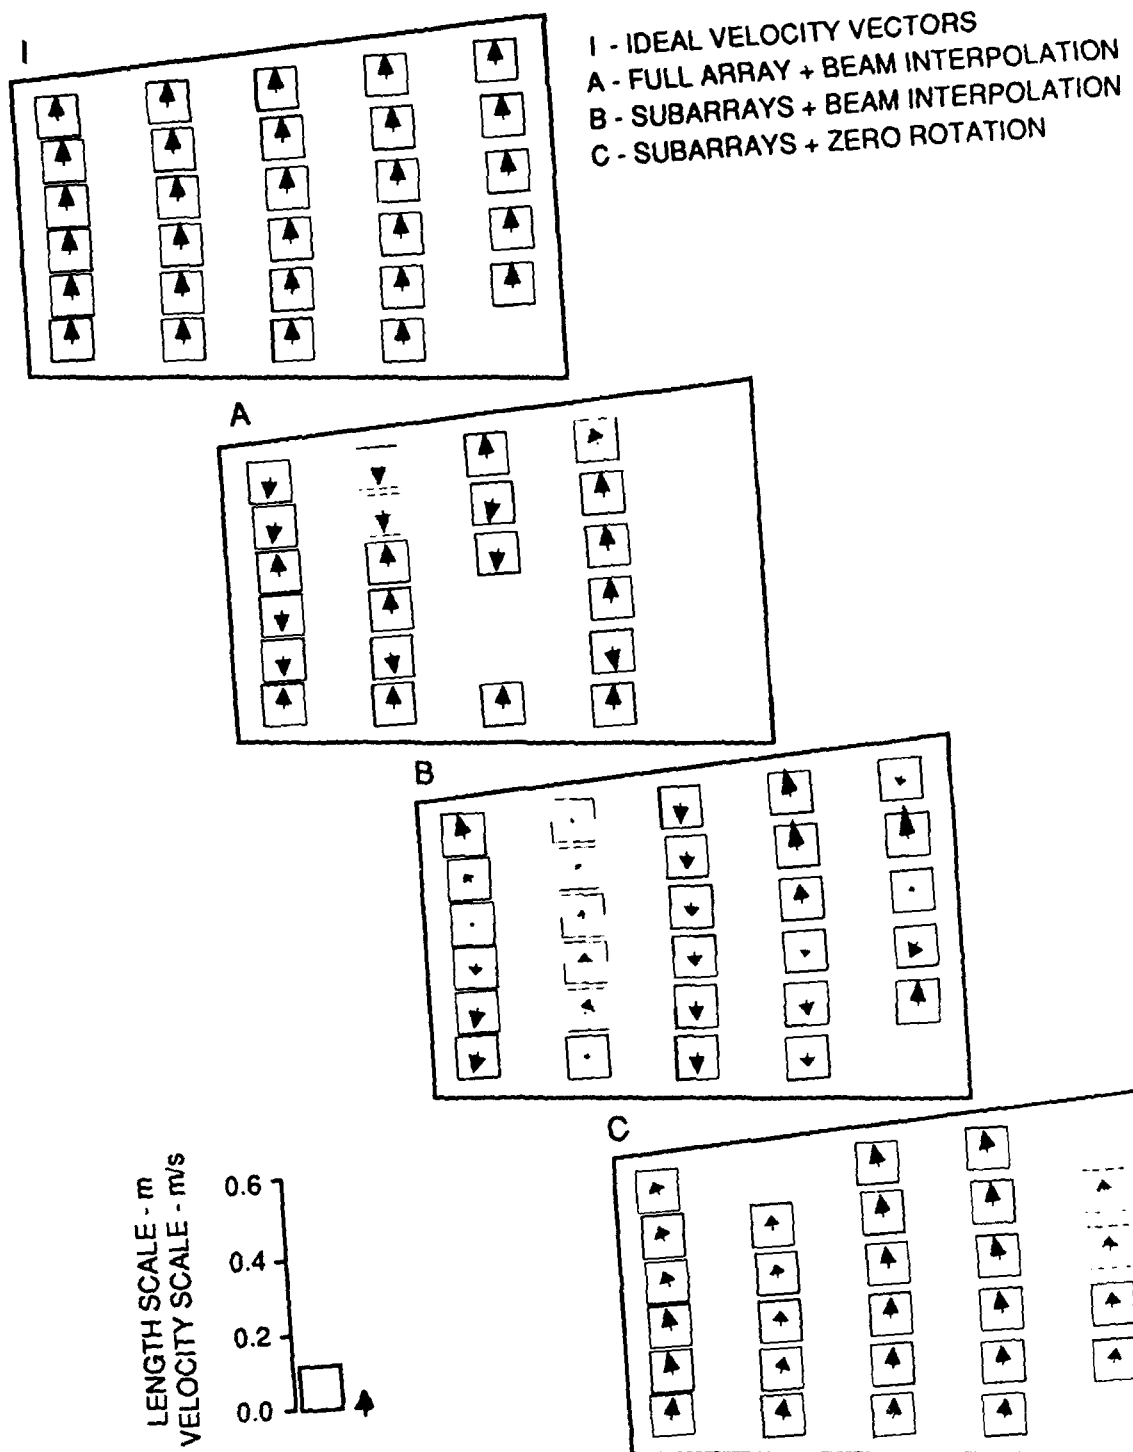 I
I - IDEAL VELOCITY VECTORS
A - FULL ARRAY + BEAM INTERPOLATION
B - SUBARRAYS + BEAM INTERPOLATION
C - SUBARRAYS + ZERO ROTATION
A
B
C
LENGTH SCALE - m
VELOCITY SCALE - m/s
0.6
0.4
0.2
0.0